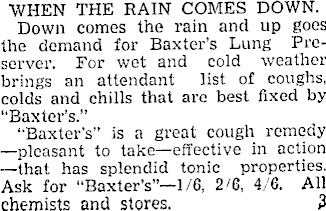 WHEN THE RAIN COMES DOWN.
Down comes the rain and up goes
the demand for Baxter's Lung Pre-
server. For wet and cold weather
brings an attendant list of coughs,
colds and chills that are best fixed by
"Baxter's."
"Baxter's" is a great cough remedy
—pleasant to take—effective in action
—that has splendid tonic properties.
Ask for "Baxter's"—1/6, 2/6, 4/6. All
chemists and stores. 3